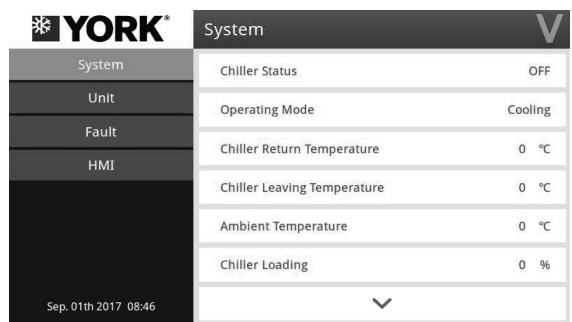 YORK®
System
System
Unit
Fault
HMI
Sep. 01th 2017 08:46
Chiller Status OFF
Operating Mode Cooling
Chiller Return Temperature 0 °C
Chiller Leaving Temperature 0 °C
Ambient Temperature 0 °C
Chiller Loading 0 %